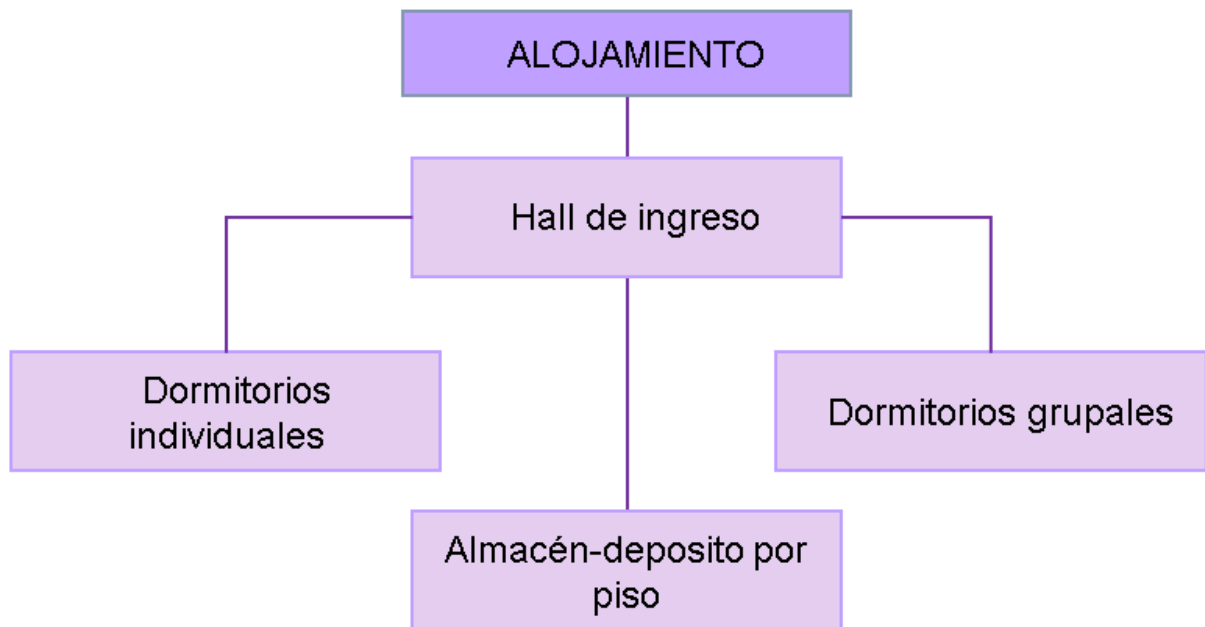 ALOJAMIENTO
Hall de ingreso
Dormitorios
individuales
Dormitorios grupales
Almacén-deposito por
piso